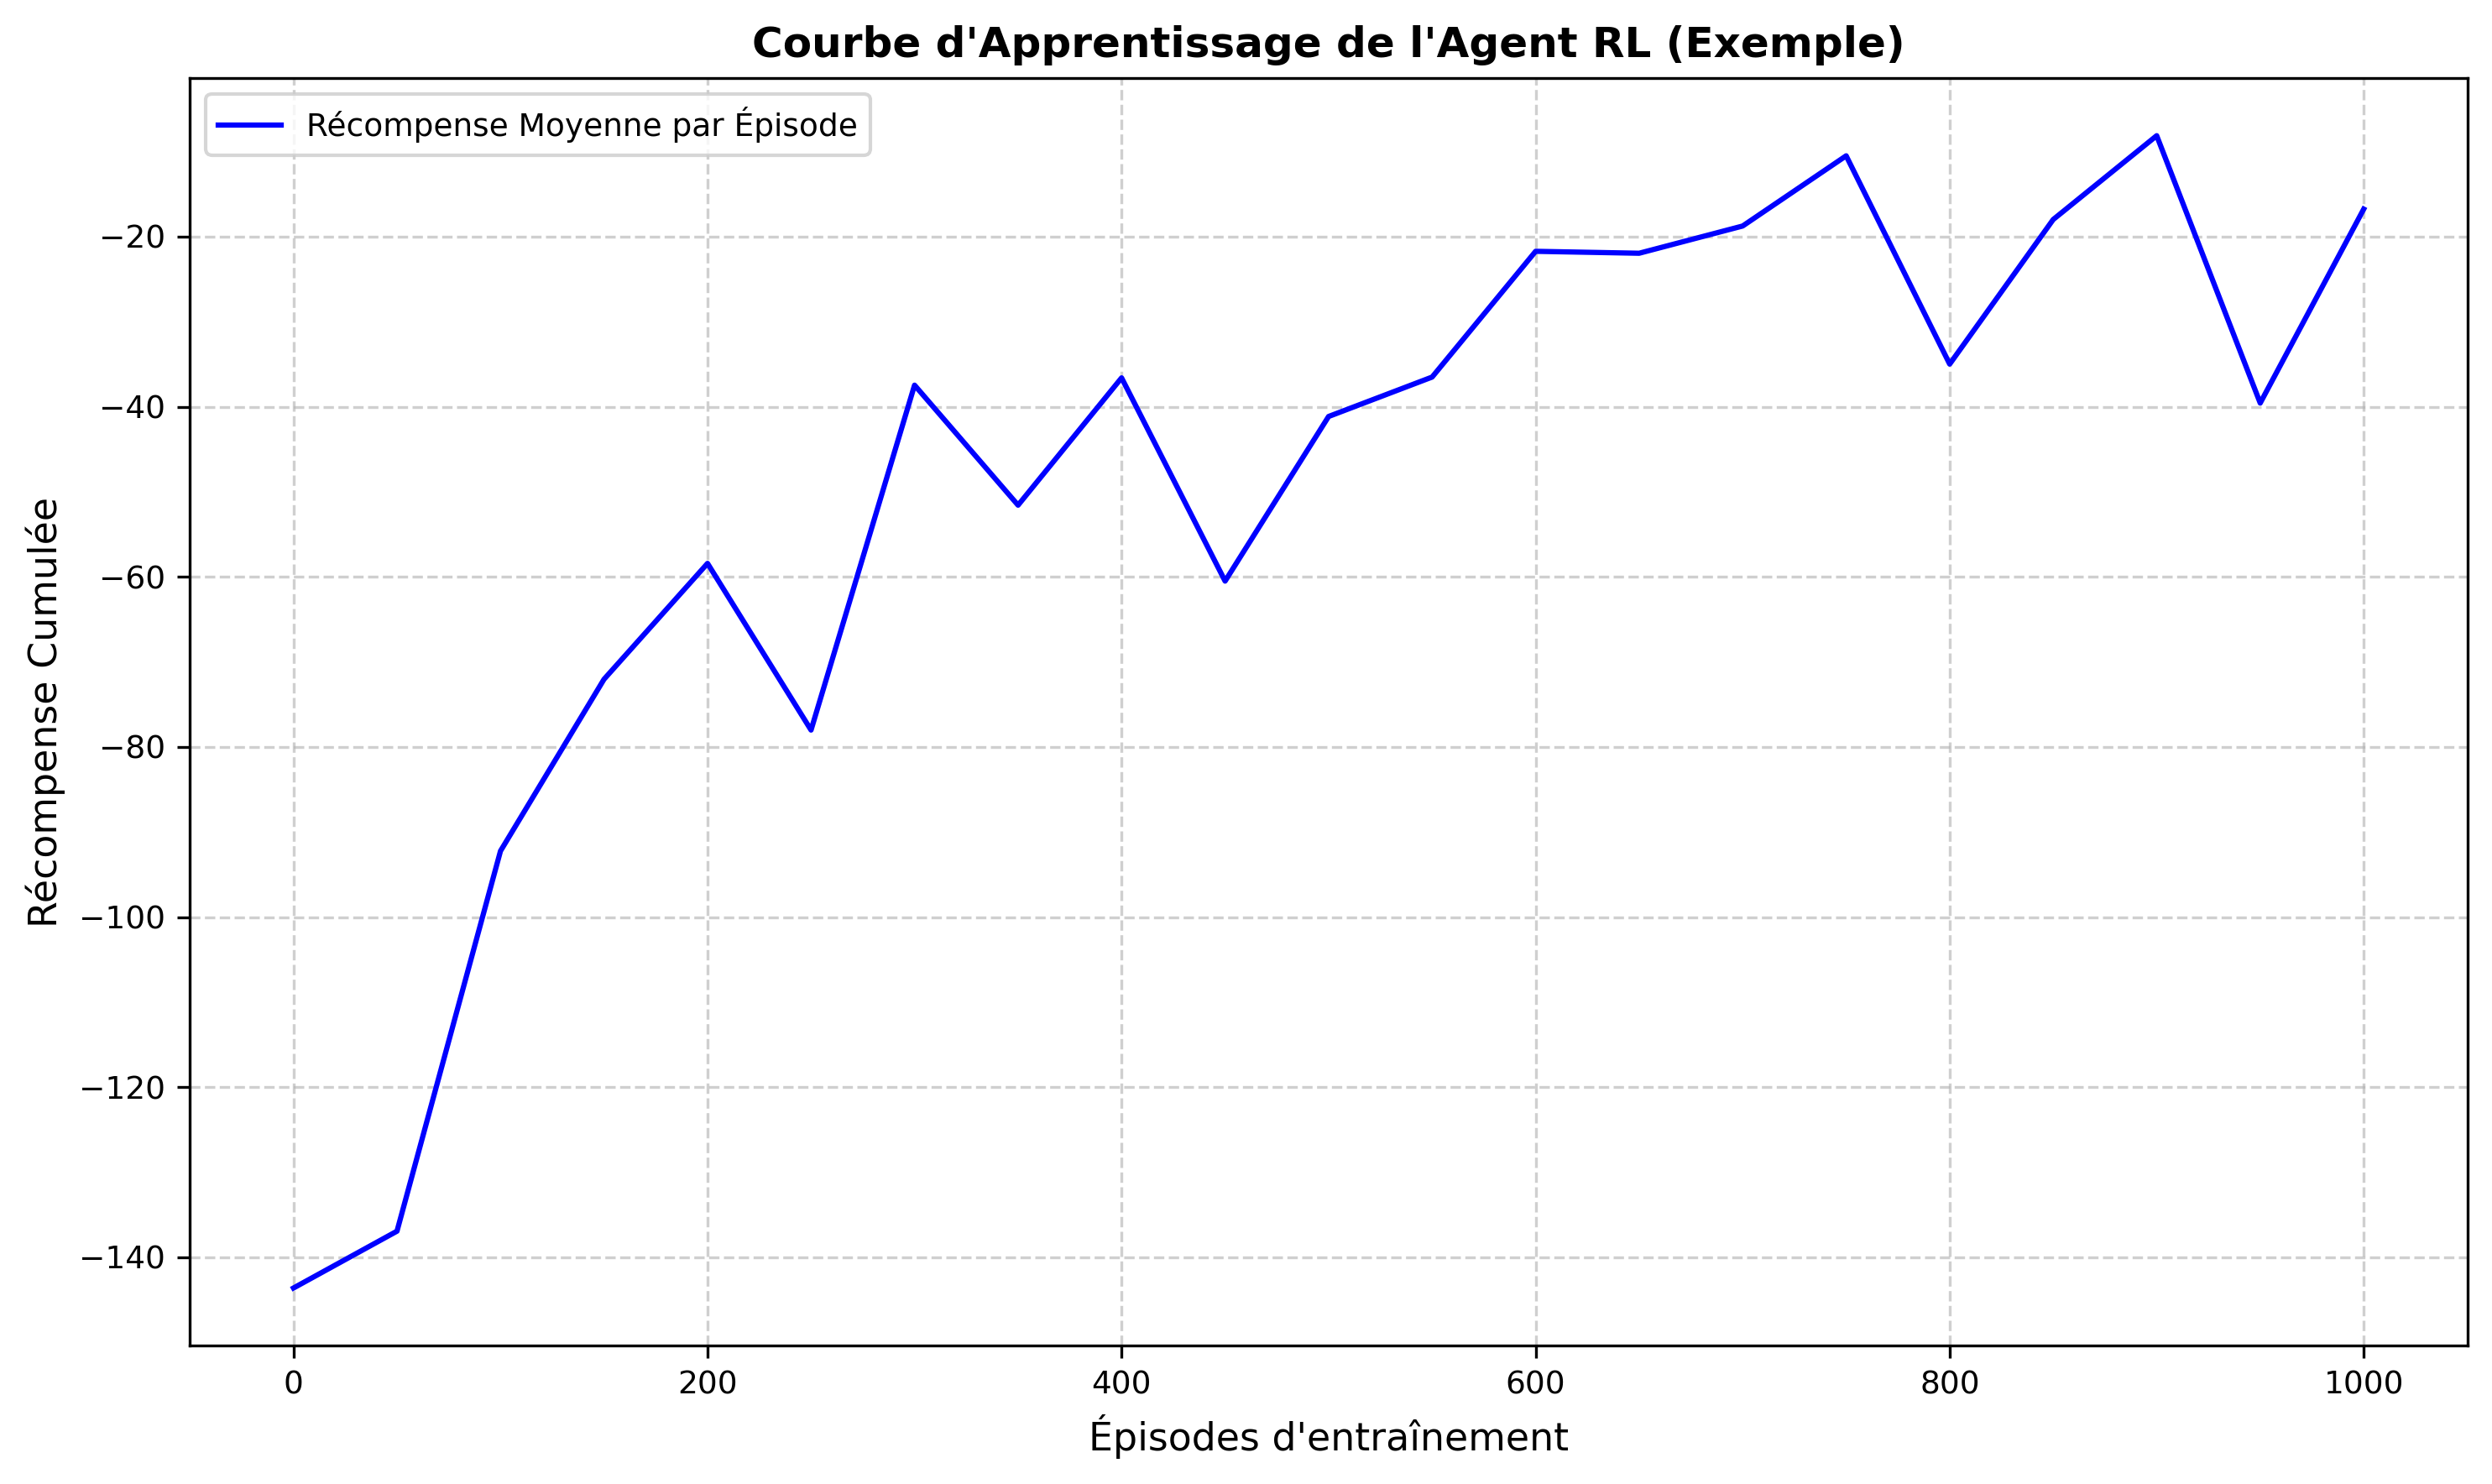 Courbe d'Apprentissage de l'Agent RL (Exemple)
Récompense Moyenne par Épisode
Récompense Cumulée
−20
−40
−60
−80
−100
−120
−140
0 200 400 600 800 1000
Épisodes d'entraînement